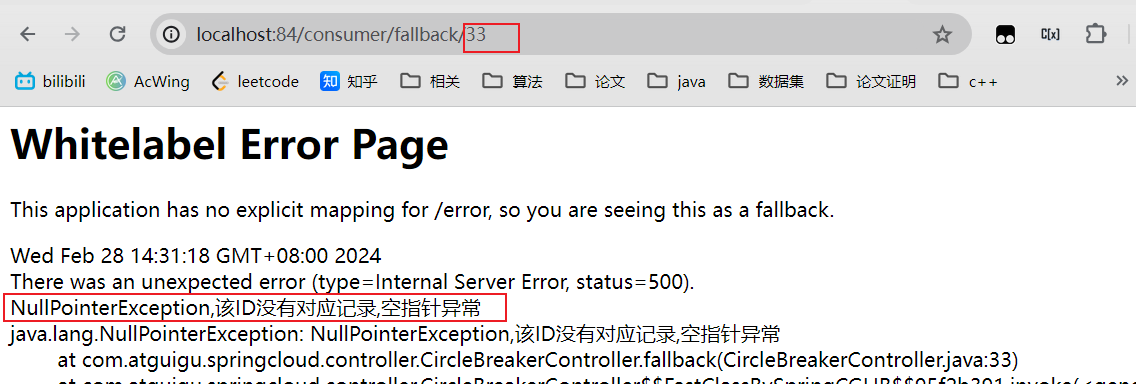 localhost:84/consumer/fallback/33
C[x]
bilibili AcWing leetcode 知 知乎 相关 算法 论文 java 数据集 论文证明 c++ »
Whitelabel Error Page
This application has no explicit mapping for /error, so you are seeing this as a fallback.
Wed Feb 28 14:31:18 GMT+08:00 2024
There was an unexpected error (type=Internal Server Error, status=500).
NullPointerException,该ID没有对应记录,空指针异常
java.lang.NullPointerException: NullPointerException,该ID没有对应记录,空指针异常
at com.atguigu.springcloud.controller.CircleBreakerController.fallback(CircleBreakerController.java:33)